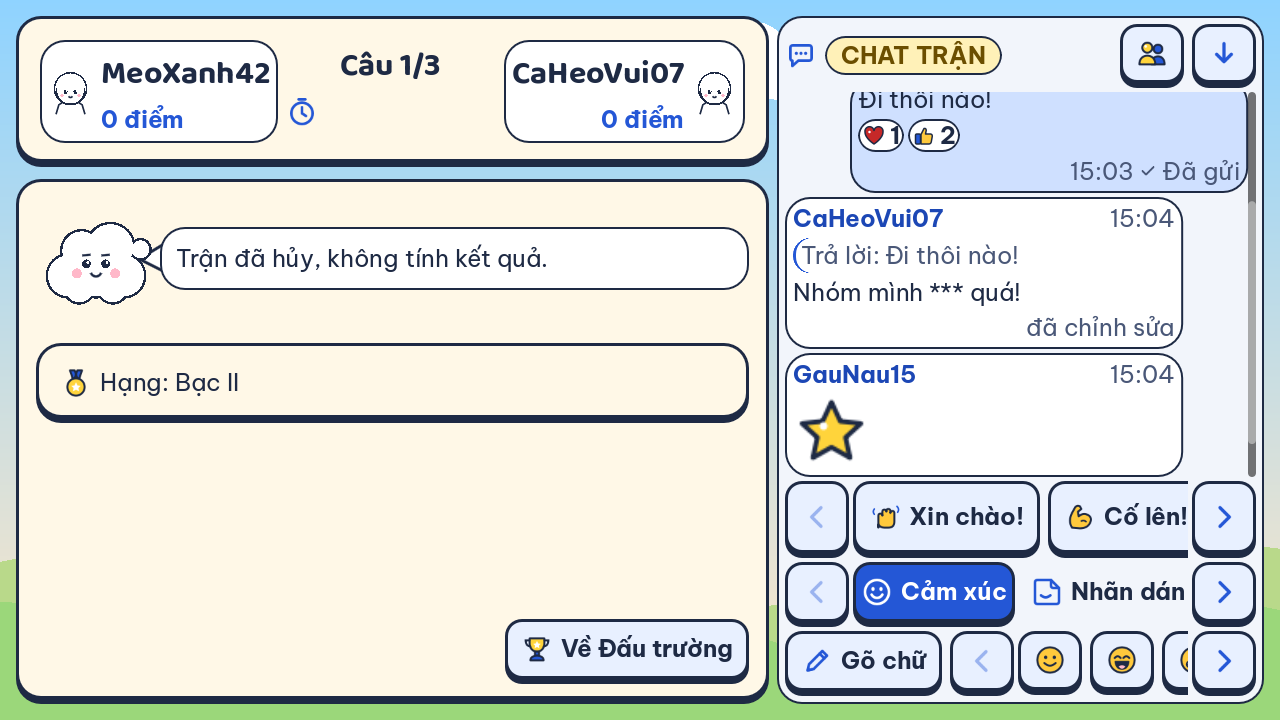 MeoXanh42
0 điểm
Câu 1/3
CaHeoVui07
0 điểm
Trận đã hủy, không tính kết quả.
Hạng: Bạc II
Về Đấu trường
CHAT TRẬN
Đi thôi nào!
1
2
15:03 ✓ Đã gửi
CaHeoVui07 15:04
Trả lời: Đi thôi nào!
Nhóm mình *** quá!
đã chỉnh sửa
GauNau15 15:04
Xin chào!
Cố lên!
Cảm xúc
Nhãn dán
Gõ chữ